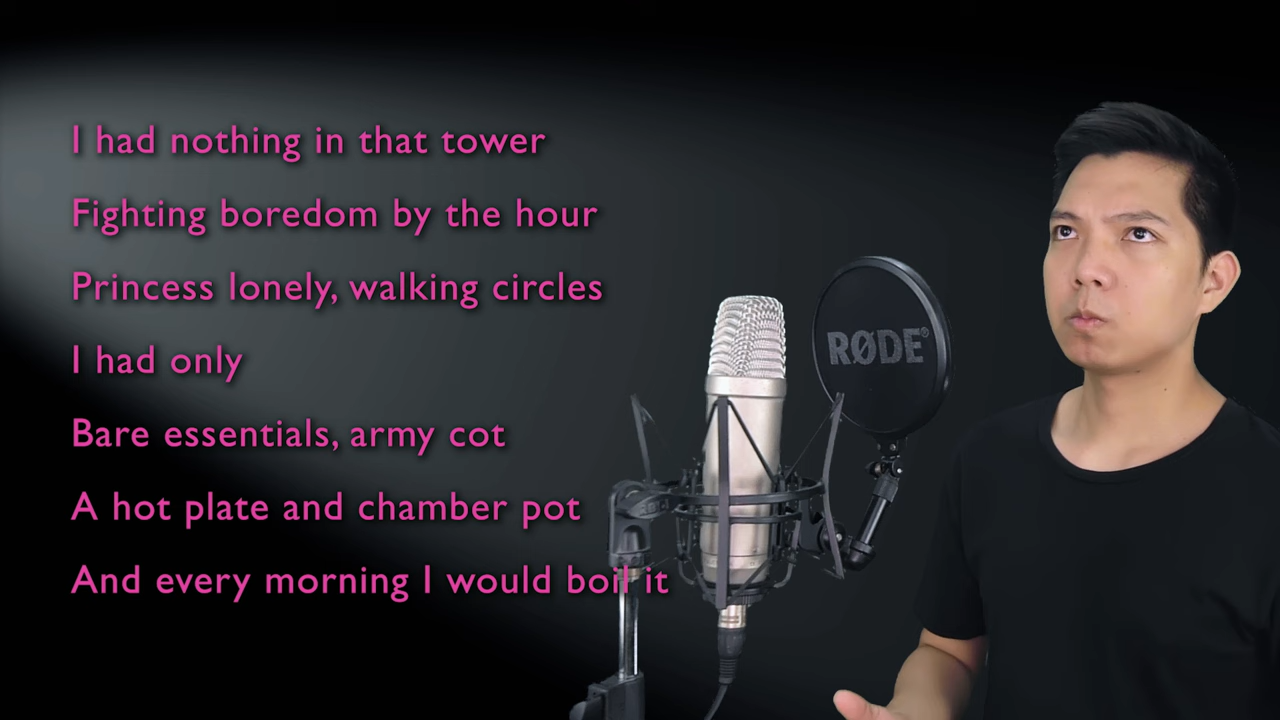 I had nothing in that tower
Fighting boredom by the hour
Princess lonely, walking circles
I had only
Bare essentials, army cot
A hot plate and chamber pot
And every morning I would boil it
RØDE®